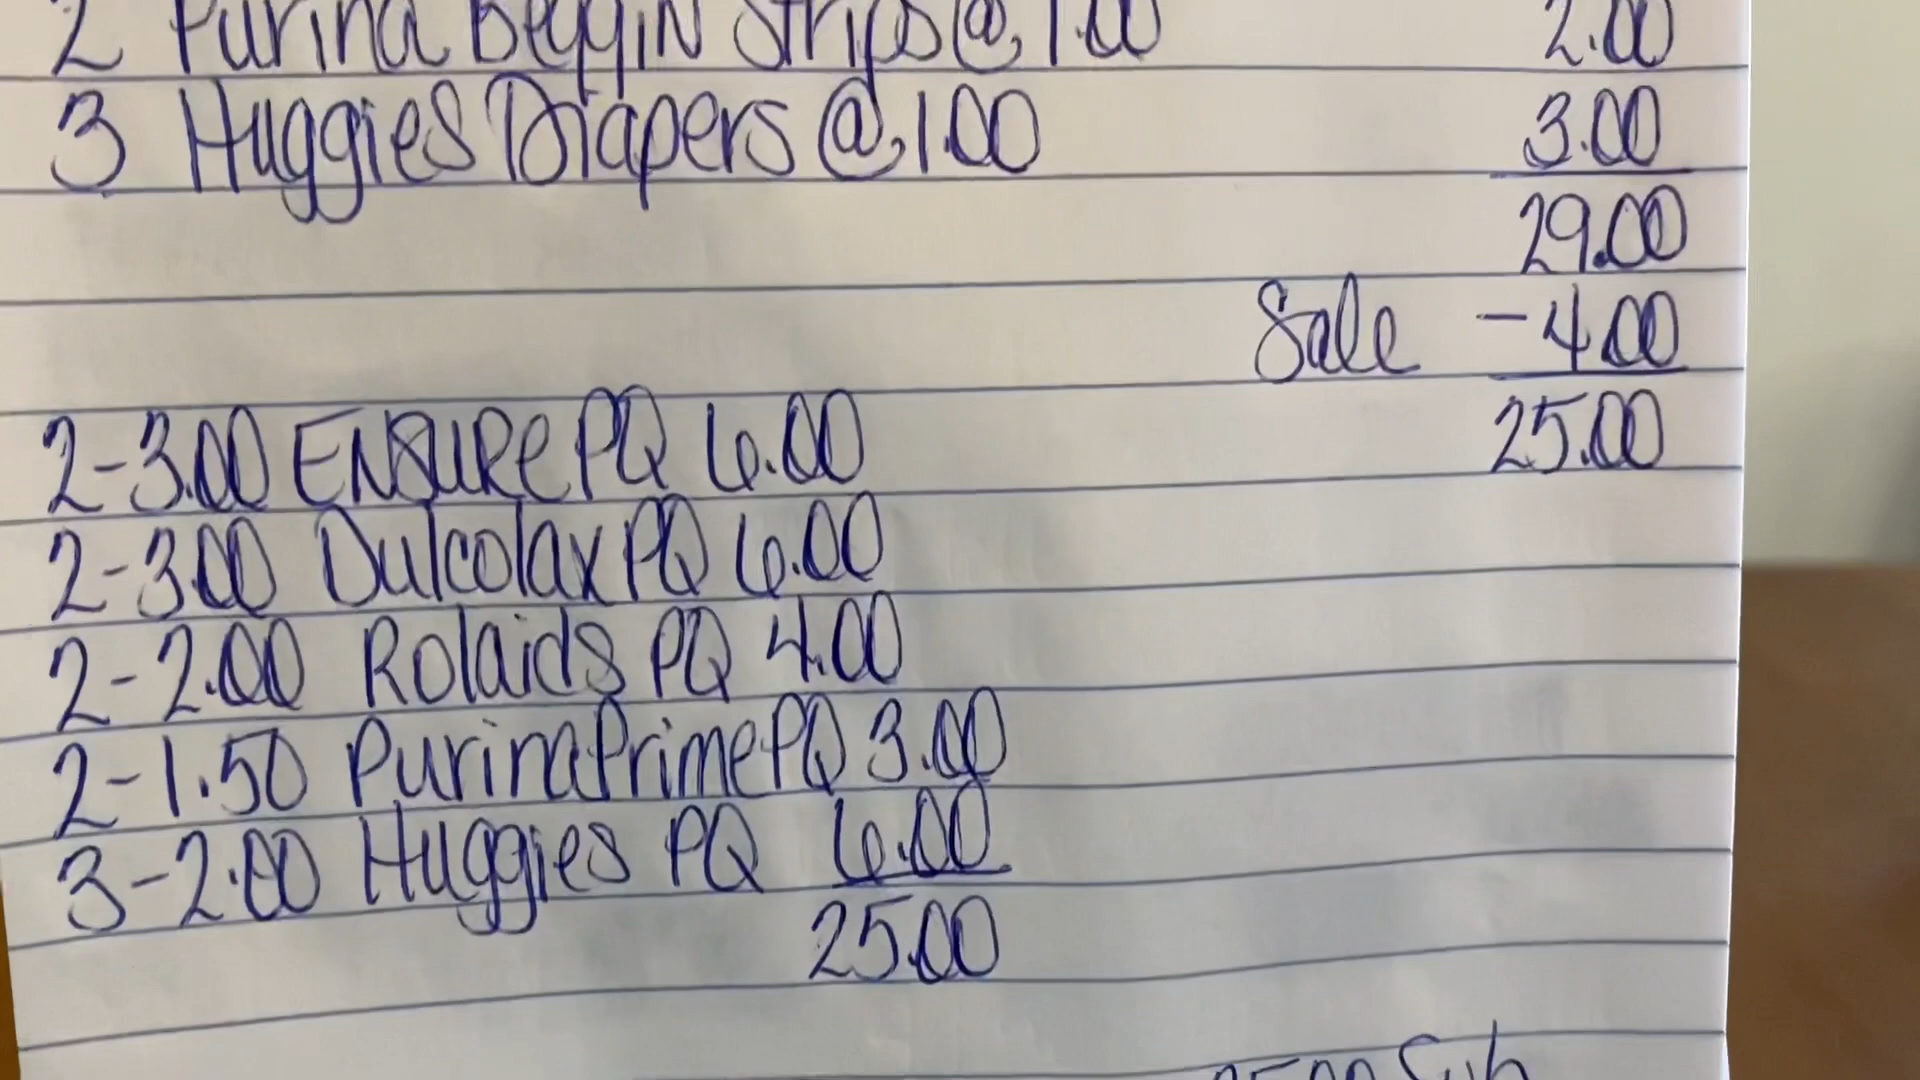 2 Purina Beggin Strips @ 1.00 2.00
3 Huggies Diapers @ 1.00 3.00
29.00
Sale -4.00
25.00
2-3.00 ENSURE PQ 6.00
2-3.00 Dulcolax PQ 6.00
2-2.00 Rolaids PQ 4.00
2-1.50 Purina Prime PQ 3.00
3-2.00 Huggies PQ 6.00
25.00
25.00 Sub